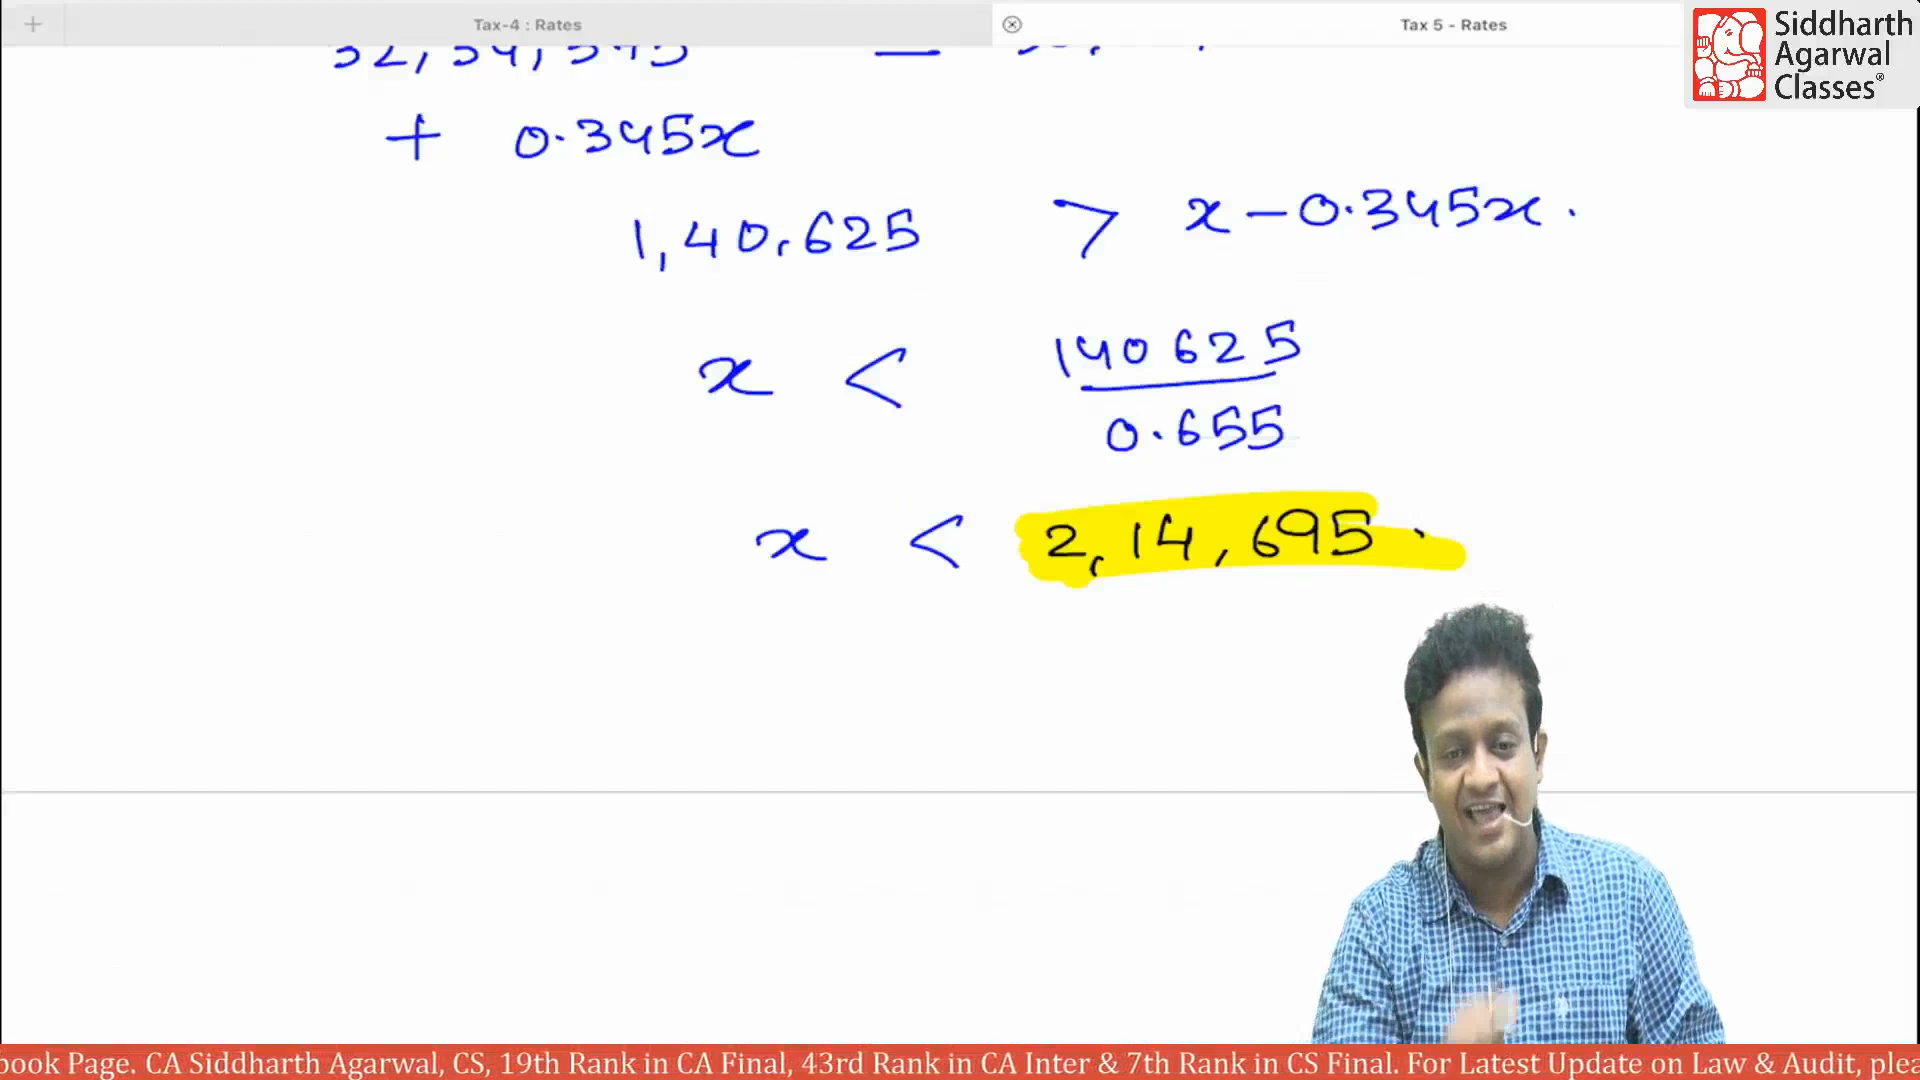 Tax-4 : Rates
Tax 5 - Rates
Siddharth
Agarwal
Classes®
+ 0.345x
1,40,625 > x - 0.345x.
x < 140625
0.655
x < 2,14,695.
book Page. CA Siddharth Agarwal, CS, 19th Rank in CA Final, 43rd Rank in CA Inter & 7th Rank in CS Final. For Latest Update on Law & Audit, plea